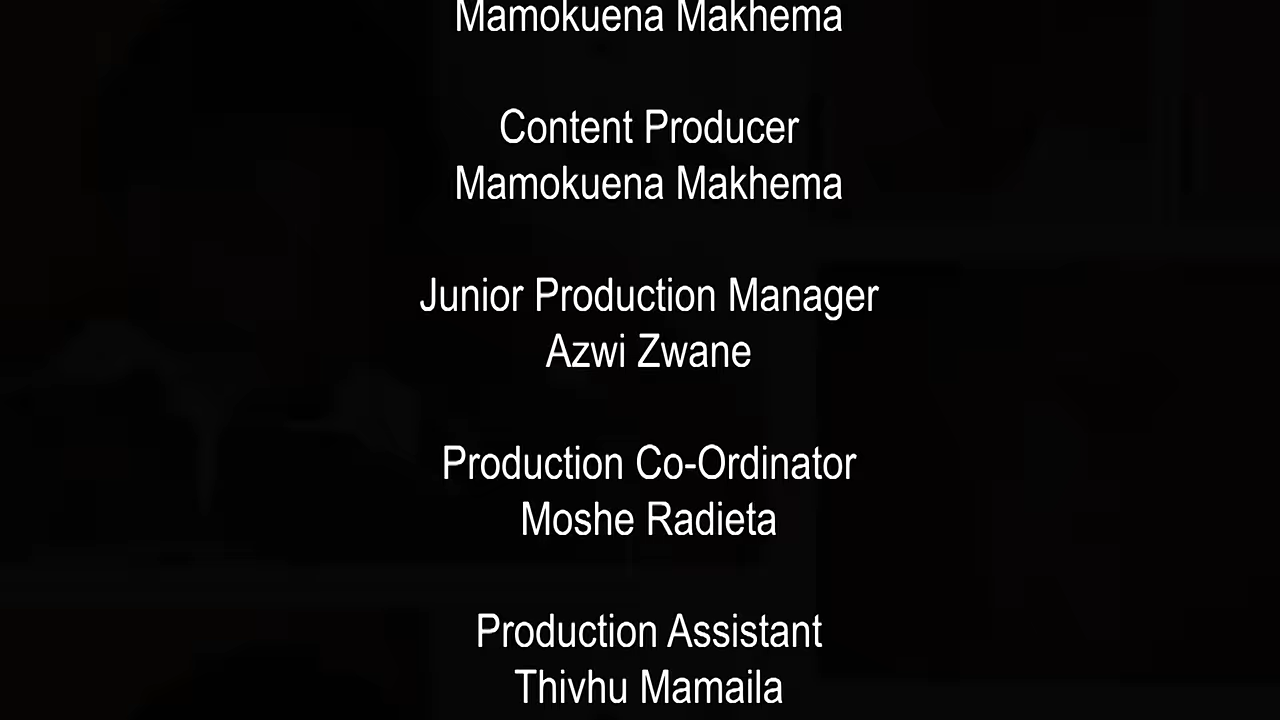 Mamokuena Makhema
Content Producer
Mamokuena Makhema
Junior Production Manager
Azwi Zwane
Production Co-Ordinator
Moshe Radieta
Production Assistant
Thivhu Mamaila